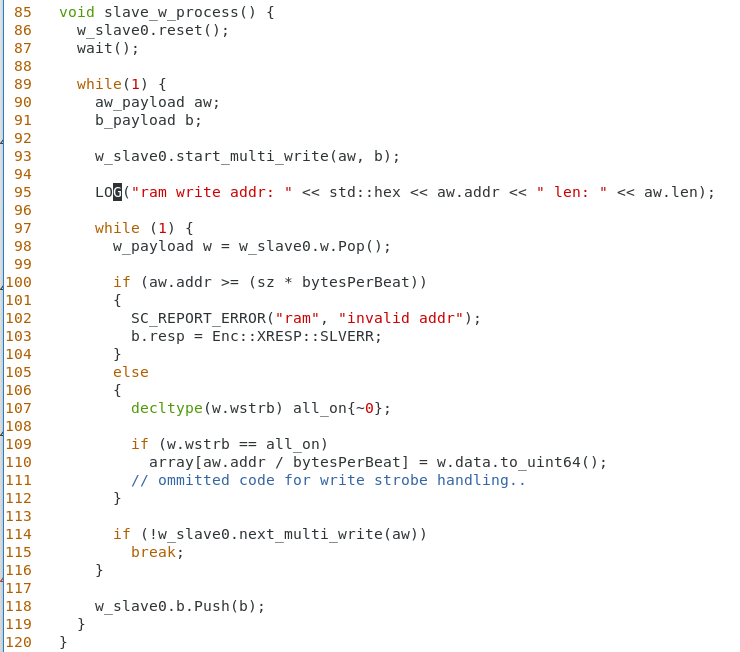 85 void slave_w_process() {
86 w_slave0.reset();
87 wait();
88
89 while(1) {
90 aw_payload aw;
91 b_payload b;
92
93 w_slave0.start_multi_write(aw, b);
94
95 LOG("ram write addr: " << std::hex << aw.addr << " len: " << aw.len);
96
97 while (1) {
98 w_payload w = w_slave0.w.Pop();
99
100 if (aw.addr >= (sz * bytesPerBeat))
101 {
102 SC_REPORT_ERROR("ram", "invalid addr");
103 b.resp = Enc::XRESP::SLVERR;
104 }
105 else
106 {
107 decltype(w.wstrb) all_on{~0};
108
109 if (w.wstrb == all_on)
110 array[aw.addr / bytesPerBeat] = w.data.to_uint64();
111 // ommitted code for write strobe handling..
112 }
113
114 if (!w_slave0.next_multi_write(aw))
115 break;
116 }
117
118 w_slave0.b.Push(b);
119 }
120 }